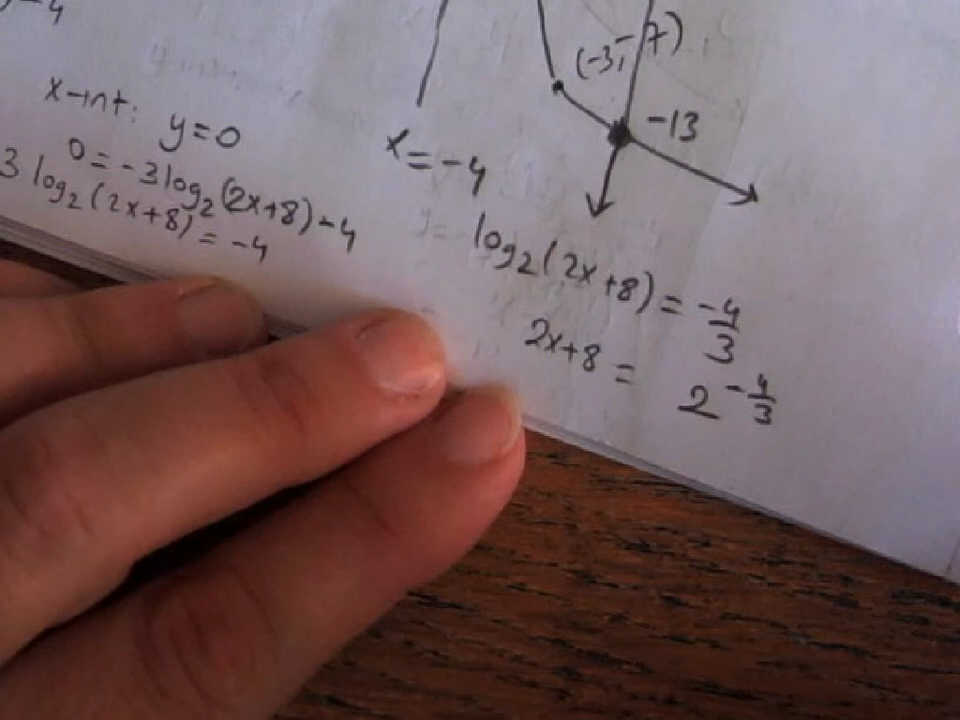 -4
(-3,-7)
-13
x-int: y=0
x=-4
0=-3log₂(2x+8)-4
3 log₂(2x+8)=-4
log₂(2x+8)=-4/3
2x+8=2^-4/3